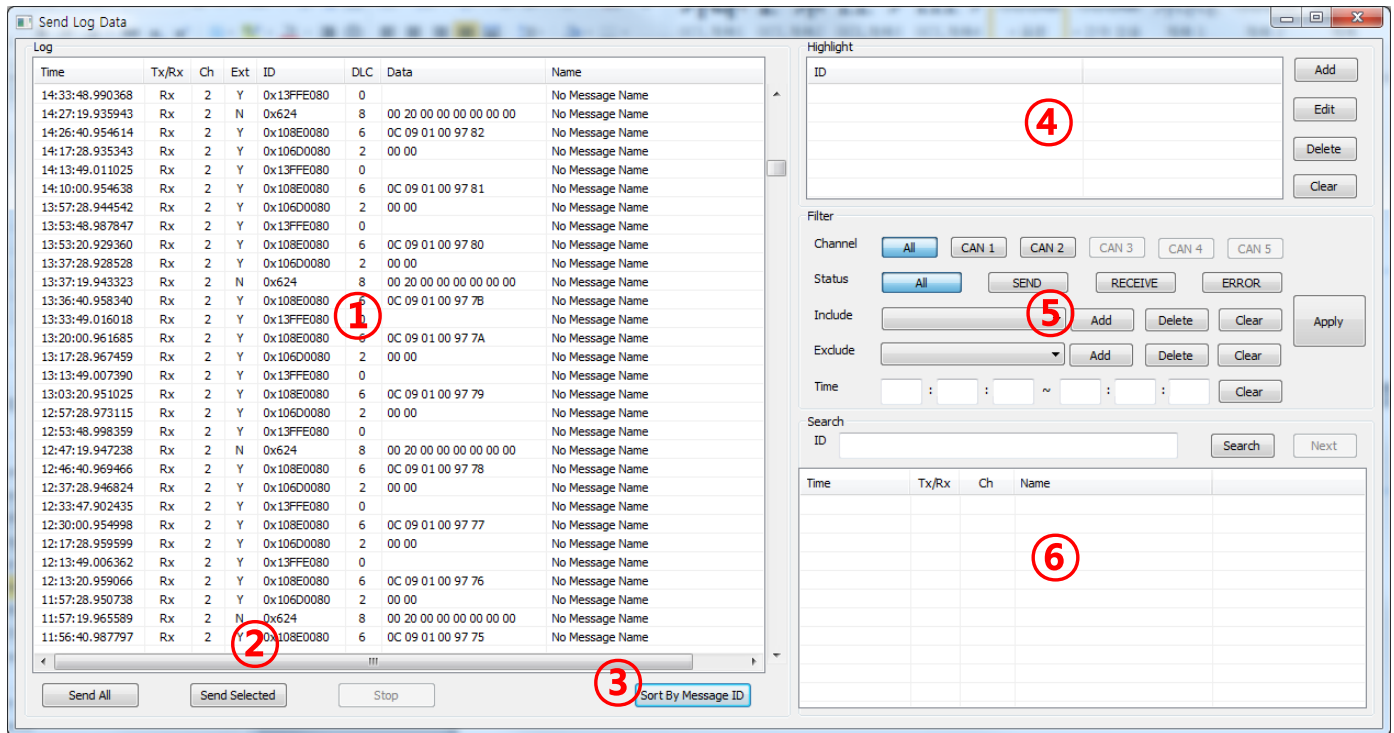 Send Log Data
Log
Time Tx/Rx Ch Ext ID DLC Data Name
14:33:48.990368 Rx 2 Y 0x13FFE080 0 No Message Name
14:27:19.935943 Rx 2 N 0x624 8 00 20 00 00 00 00 00 00 No Message Name
14:26:40.954614 Rx 2 Y 0x108E0080 6 0C 09 01 00 97 82 No Message Name
14:17:28.935343 Rx 2 Y 0x106D0080 2 00 00 No Message Name
14:13:49.011025 Rx 2 Y 0x13FFE080 0 No Message Name
14:10:00.954638 Rx 2 Y 0x108E0080 6 0C 09 01 00 97 81 No Message Name
13:57:28.944542 Rx 2 Y 0x106D0080 2 00 00 No Message Name
13:53:48.987847 Rx 2 Y 0x13FFE080 0 No Message Name
13:53:20.929360 Rx 2 Y 0x108E0080 6 0C 09 01 00 97 80 No Message Name
13:37:28.928528 Rx 2 Y 0x106D0080 2 00 00 No Message Name
13:37:19.943323 Rx 2 N 0x624 8 00 20 00 00 00 00 00 00 No Message Name
13:36:40.958340 Rx 2 Y 0x108E0080 6 0C 09 01 00 97 7B No Message Name
13:33:49.016018 Rx 2 Y 0x13FFE080 0 No Message Name
①
13:20:00.961685 Rx 2 Y 0x108E0080 6 0C 09 01 00 97 7A No Message Name
13:17:28.967459 Rx 2 Y 0x106D0080 2 00 00 No Message Name
13:13:49.007390 Rx 2 Y 0x13FFE080 0 No Message Name
13:03:20.951025 Rx 2 Y 0x108E0080 6 0C 09 01 00 97 79 No Message Name
12:57:28.973115 Rx 2 Y 0x106D0080 2 00 00 No Message Name
12:53:48.998359 Rx 2 Y 0x13FFE080 0 No Message Name
12:47:19.947238 Rx 2 N 0x624 8 00 20 00 00 00 00 00 00 No Message Name
12:46:40.969466 Rx 2 Y 0x108E0080 6 0C 09 01 00 97 78 No Message Name
12:37:28.946824 Rx 2 Y 0x106D0080 2 00 00 No Message Name
12:33:47.902435 Rx 2 Y 0x13FFE080 0 No Message Name
12:30:00.954998 Rx 2 Y 0x108E0080 6 0C 09 01 00 97 77 No Message Name
12:17:28.959599 Rx 2 Y 0x106D0080 2 00 00 No Message Name
12:13:49.006362 Rx 2 Y 0x13FFE080 0 No Message Name
12:13:20.959066 Rx 2 Y 0x108E0080 6 0C 09 01 00 97 76 No Message Name
11:57:28.950738 Rx 2 Y 0x106D0080 2 00 00 No Message Name
11:57:19.965589 Rx 2 N 0x624 8 00 20 00 00 00 00 00 00 No Message Name
11:56:40.987797 Rx 2 Y 0x108E0080 6 0C 09 01 00 97 75 No Message Name
②
③
Send All Send Selected Stop Sort By Message ID
Highlight
ID
④
Add
Edit
Delete
Clear
Filter
Channel All CAN 1 CAN 2 CAN 3 CAN 4 CAN 5
Status All SEND RECEIVE ERROR
Include ⑤ Add Delete Clear Apply
Exclude Add Delete Clear
Time : : ~ : : Clear
Search
ID Search Next
Time Tx/Rx Ch Name
⑥